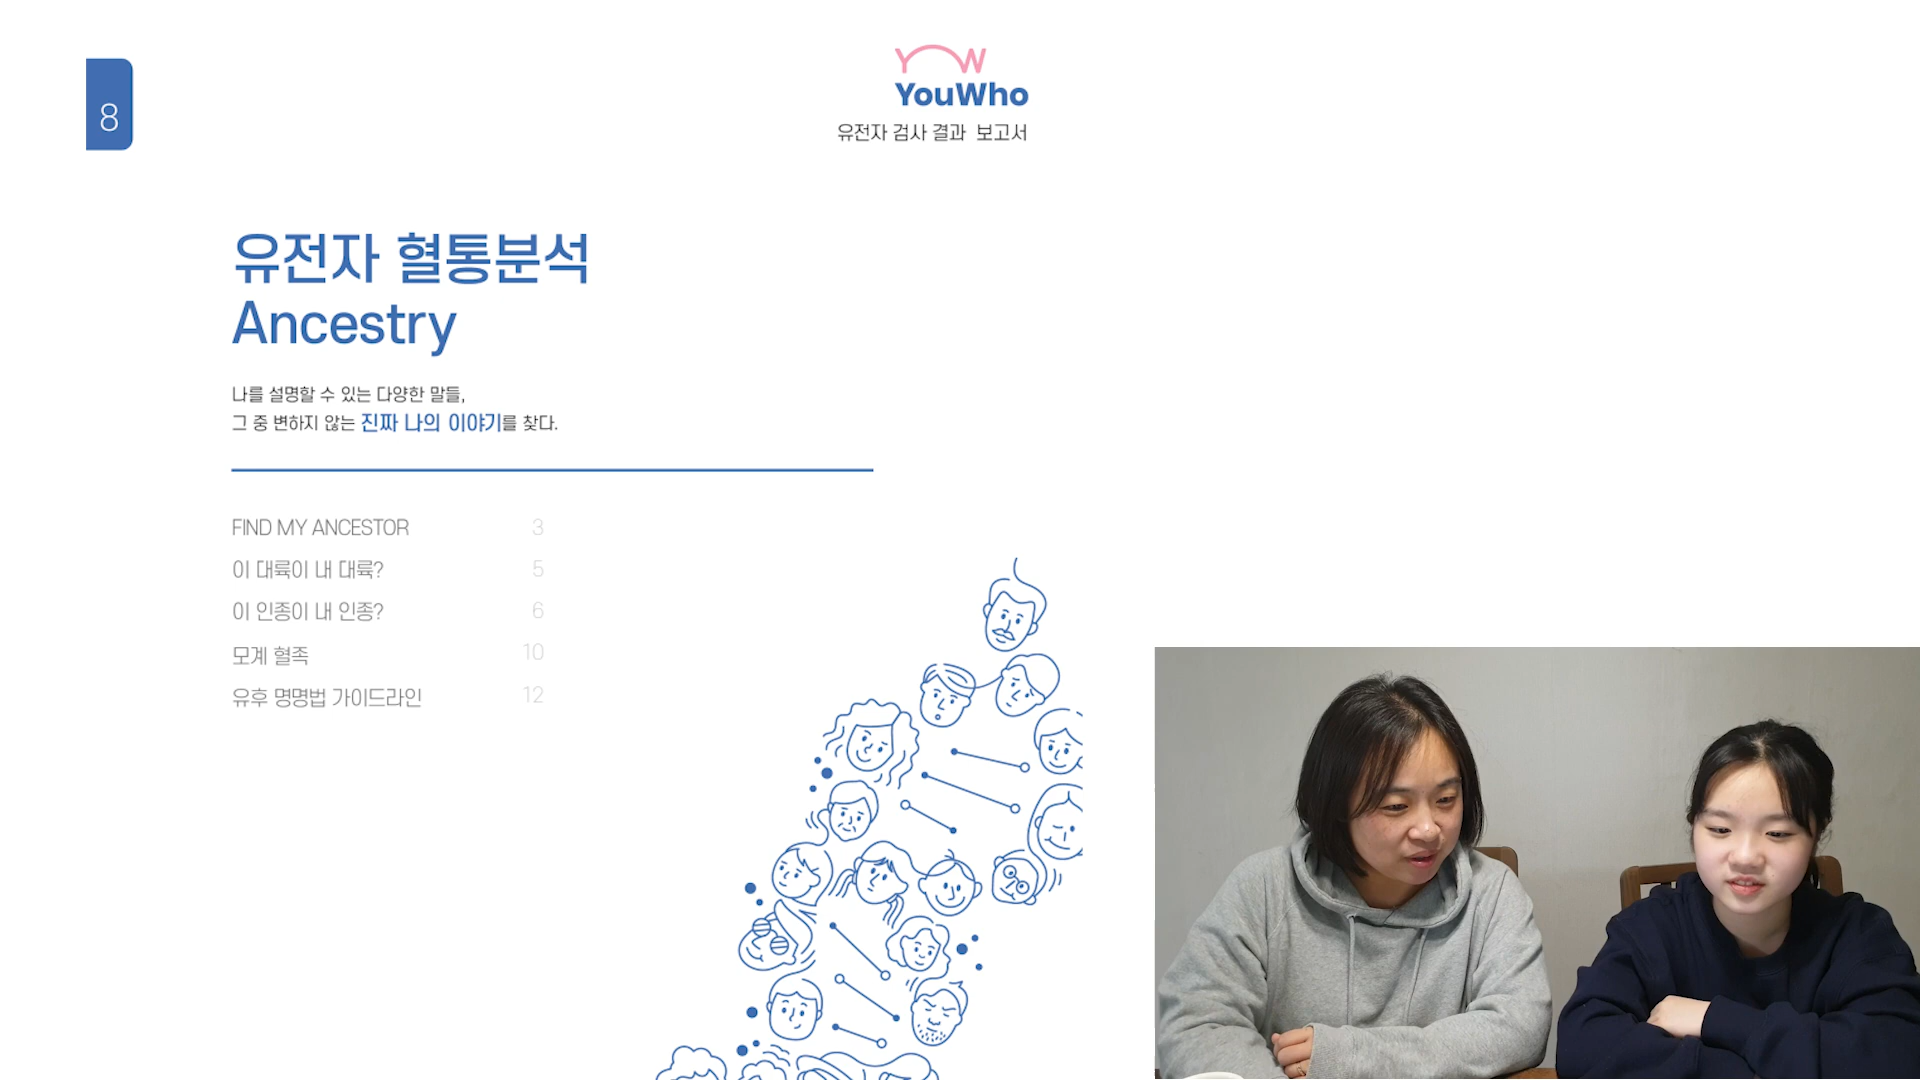 8
YW
YouWho
유전자 검사 결과 보고서
유전자 혈통분석
Ancestry
나를 설명할 수 있는 다양한 말들,
그 중 변하지 않는 진짜 나의 이야기를 찾다.
FIND MY ANCESTOR 3
이 대륙이 내 대륙? 5
이 인종이 내 인종? 6
모계 혈족 10
유후 명명법 가이드라인 12